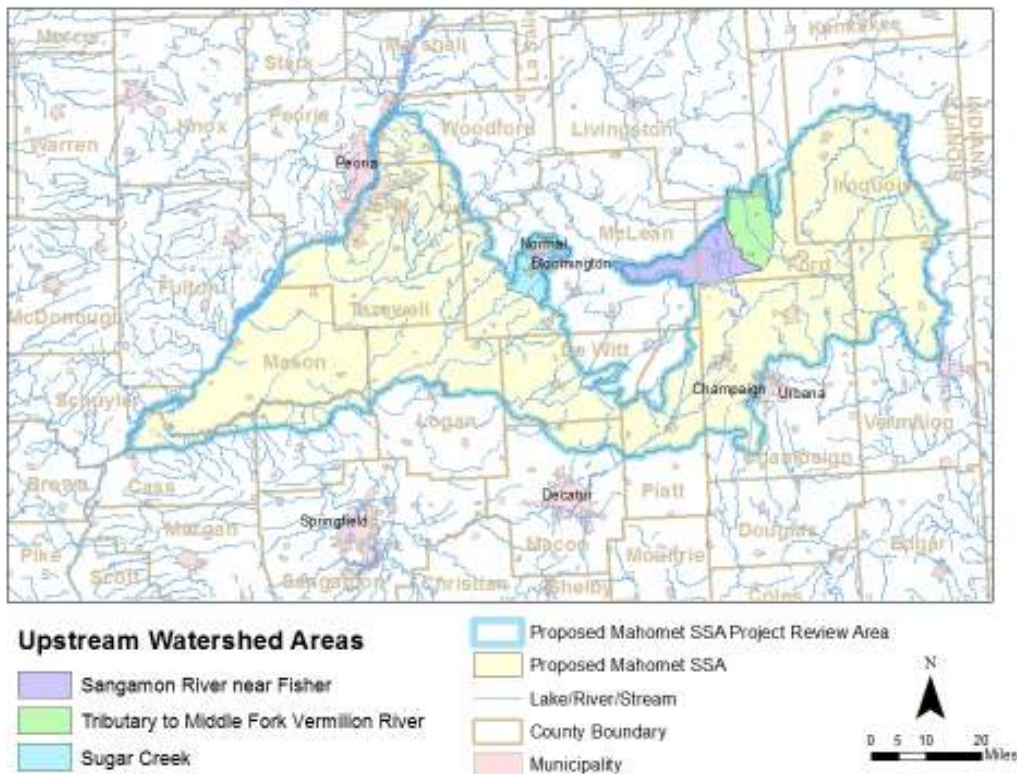 Mercer
Stark
Marshall
La Salle
Kankakee
Warren
Knox
Peoria
Woodford
Livingston
Peoria
Iroquois
INDIANA
ILLINOIS
McLean
Normal
Bloomington
Ford
Fulton
McDonough
Tazewell
Mason
De Witt
Champaign
Urbana
Schuyler
Logan
Vermilion
Champaign
Brown
Cass
Decatur
Piatt
Springfield
Morgan
Macon
Douglas
Edgar
Pike
Scott
Sangamon
Christian
Shelby
Moultrie
Coles
Upstream Watershed Areas
Sangamon River near Fisher
Tributary to Middle Fork Vermilion River
Sugar Creek
Proposed Mahomet SSA Project Review Area
Proposed Mahomet SSA
Lake/River/Stream
County Boundary
Municipality
N
0 5 10 20
Miles